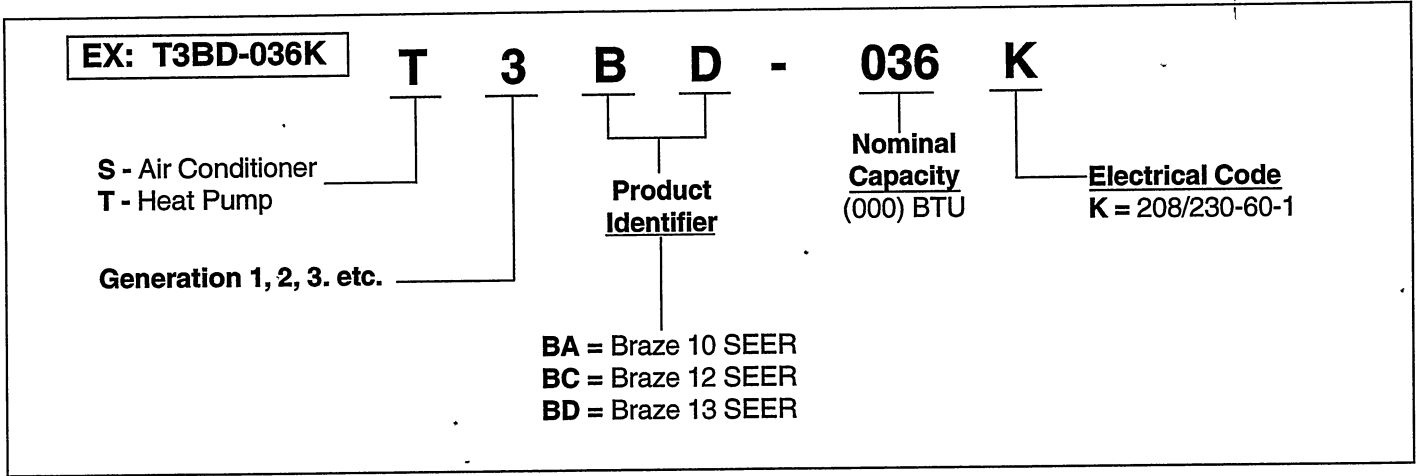 EX: T3BD-036K
T 3 B D - 036 K
S - Air Conditioner
T - Heat Pump
Generation 1, 2, 3. etc.
Product
Identifier
BA = Braze 10 SEER
BC = Braze 12 SEER
BD = Braze 13 SEER
Nominal
Capacity
(000) BTU
Electrical Code
K = 208/230-60-1